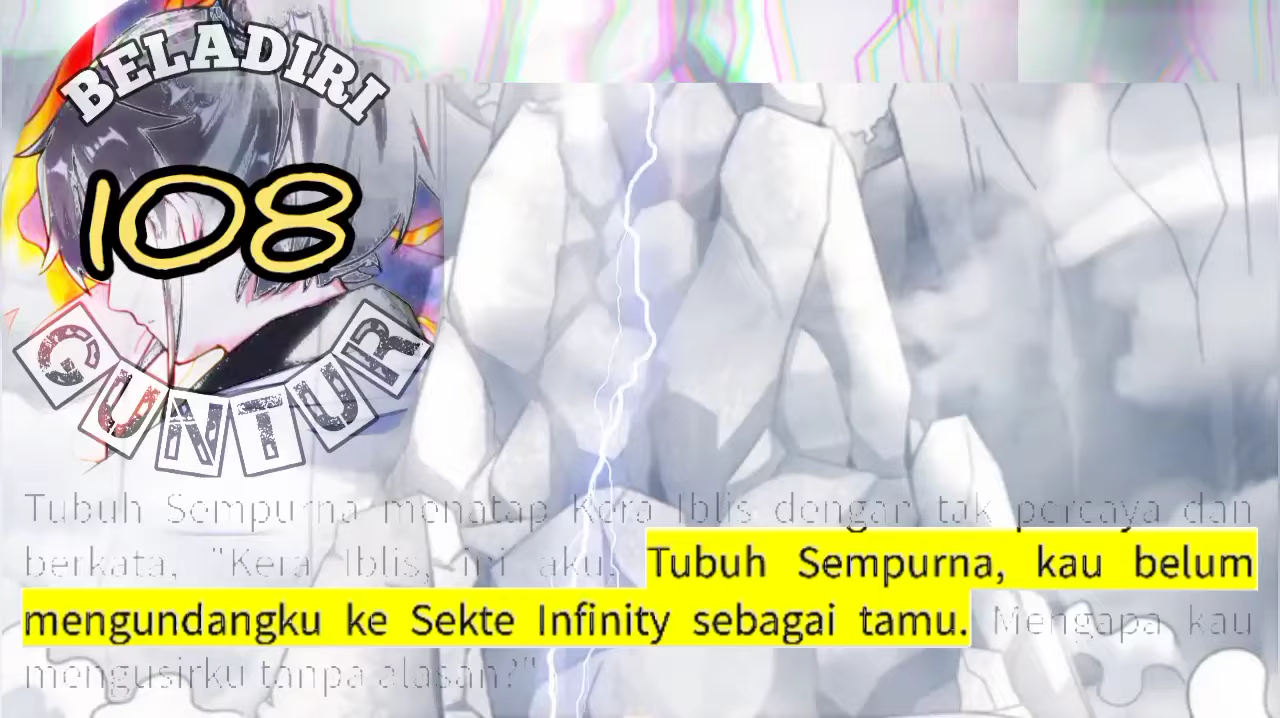 BELADIRI
108
GUNTUR
Tubuh Sempurna menatap Kera Iblis dengan tak percaya dan
berkata, "Kera Iblis, ini aku. Tubuh Sempurna, kau belum
mengundangku ke Sekte Infinity sebagai tamu. Mengapa kau
mengusirku tanpa alasan?"